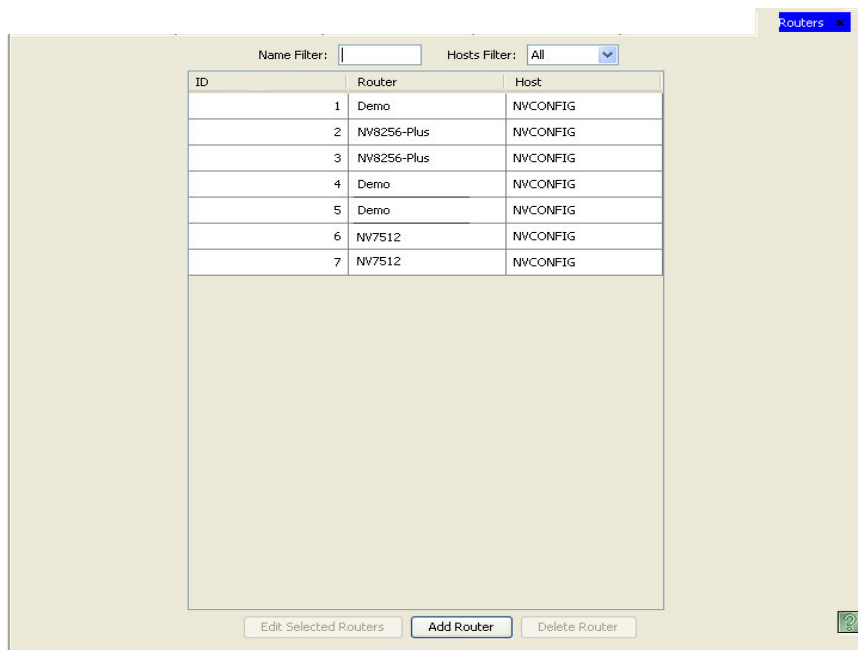 Routers ×
Name Filter: Hosts Filter: All
ID Router Host
1 Demo NVCONFIG
2 NV8256-Plus NVCONFIG
3 NV8256-Plus NVCONFIG
4 Demo NVCONFIG
5 Demo NVCONFIG
6 NV7512 NVCONFIG
7 NV7512 NVCONFIG
Edit Selected Routers Add Router Delete Router
?